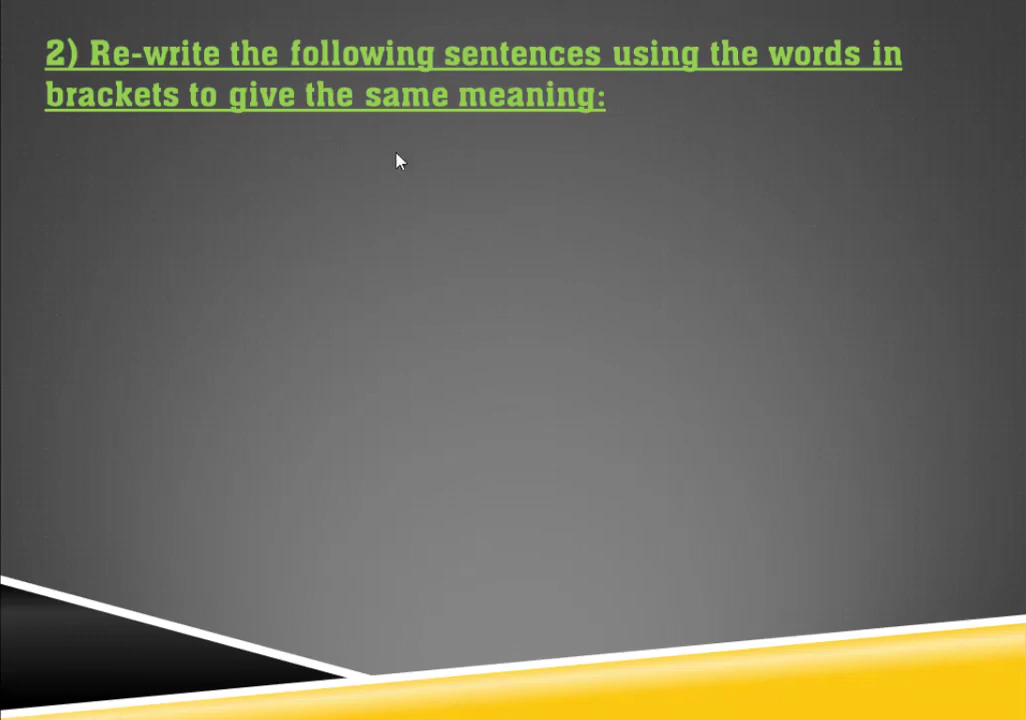 2) Re-write the following sentences using the words in
brackets to give the same meaning: